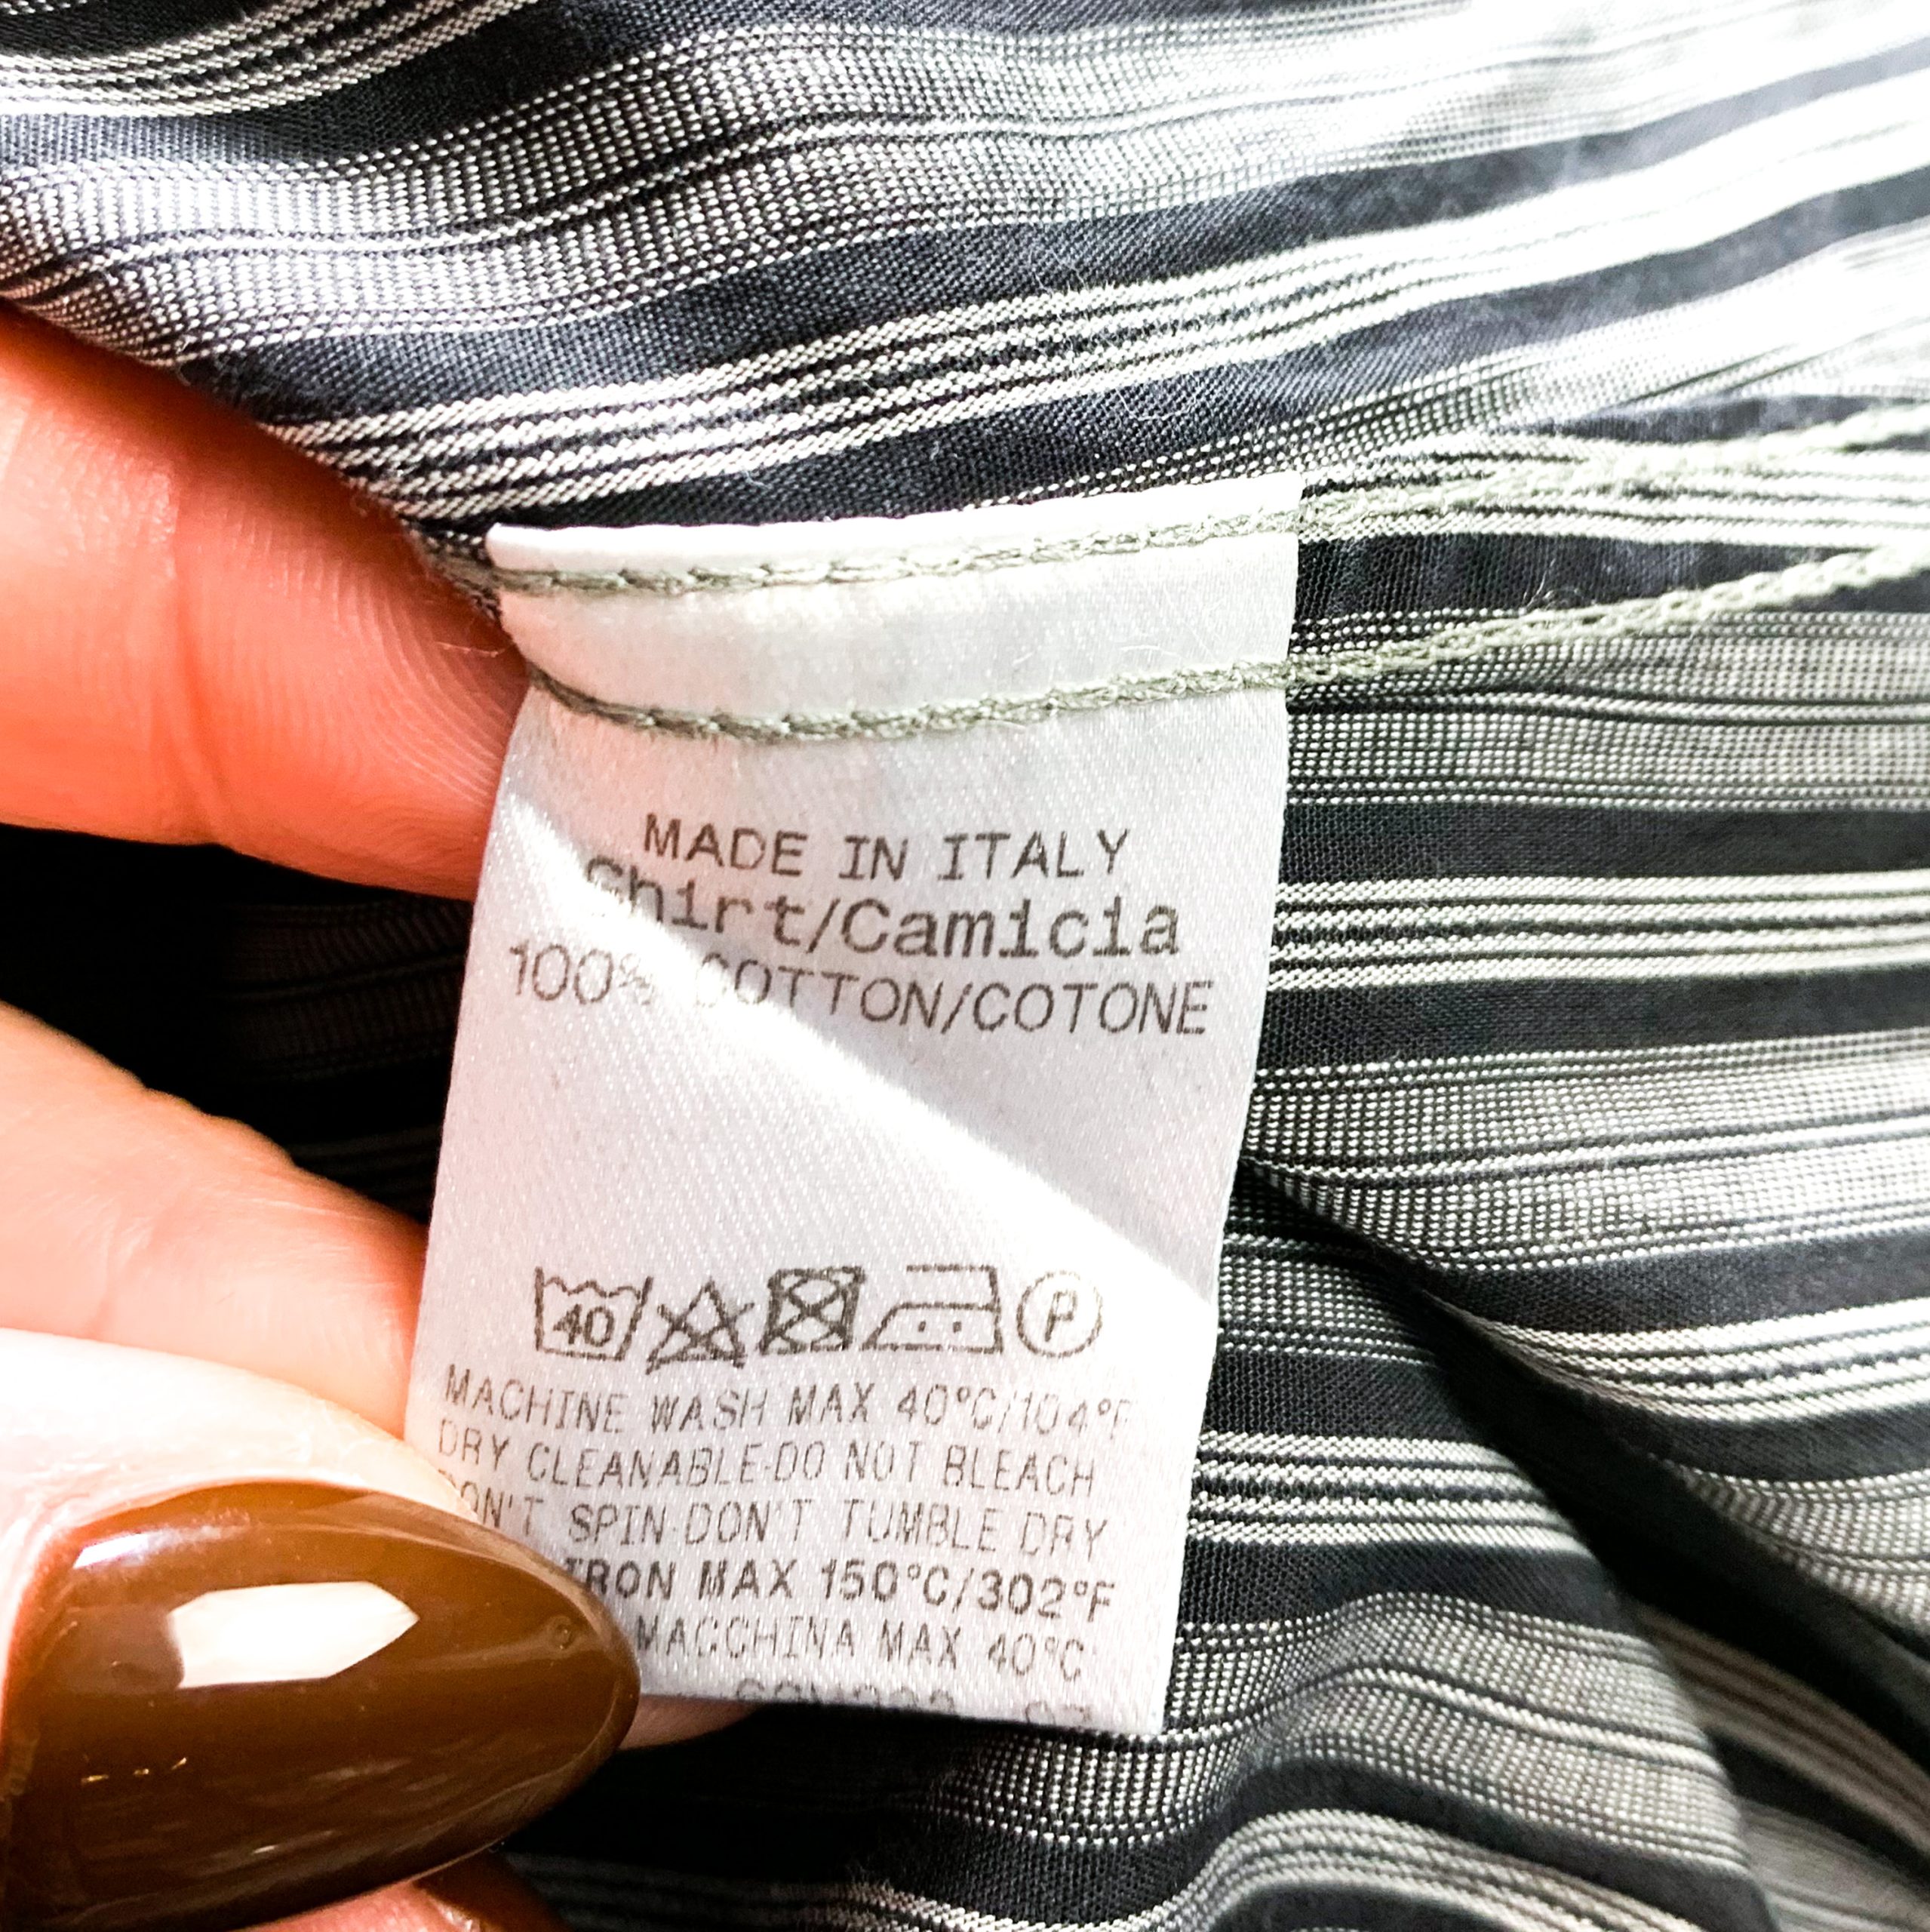 MADE IN ITALY
Shirt/Camicia
100% COTTON/COTONE
40 P
MACHINE WASH MAX 40°C/104°F
DRY CLEANABLE-DO NOT BLEACH
DON'T SPIN-DON'T TUMBLE DRY
IRON MAX 150°C/302°F
MACCHINA MAX 40°C